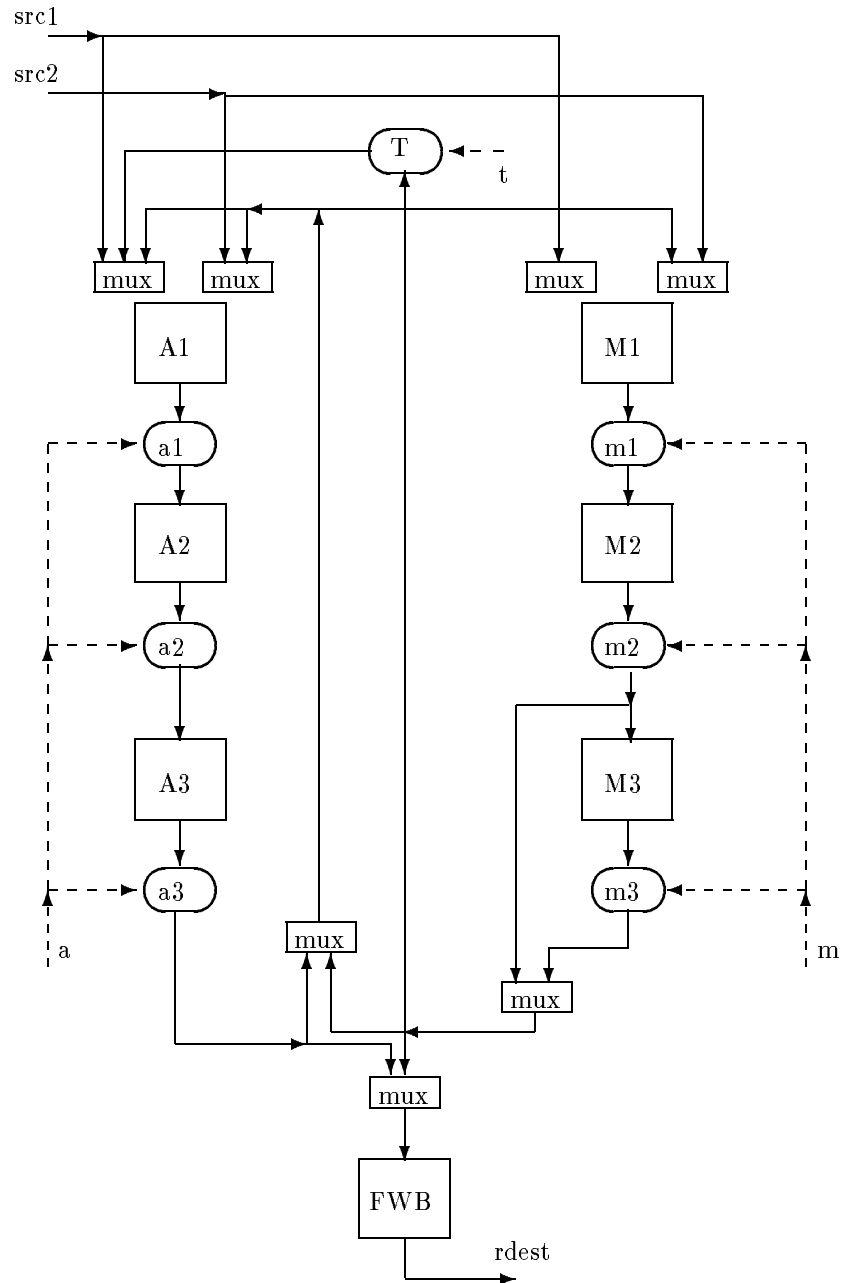 src1
src2
T
t
mux mux mux mux
A1 M1
a1 m1
A2 M2
a2 m2
A3 M3
a3 m3
mux
a m
mux
mux
FWB
rdest